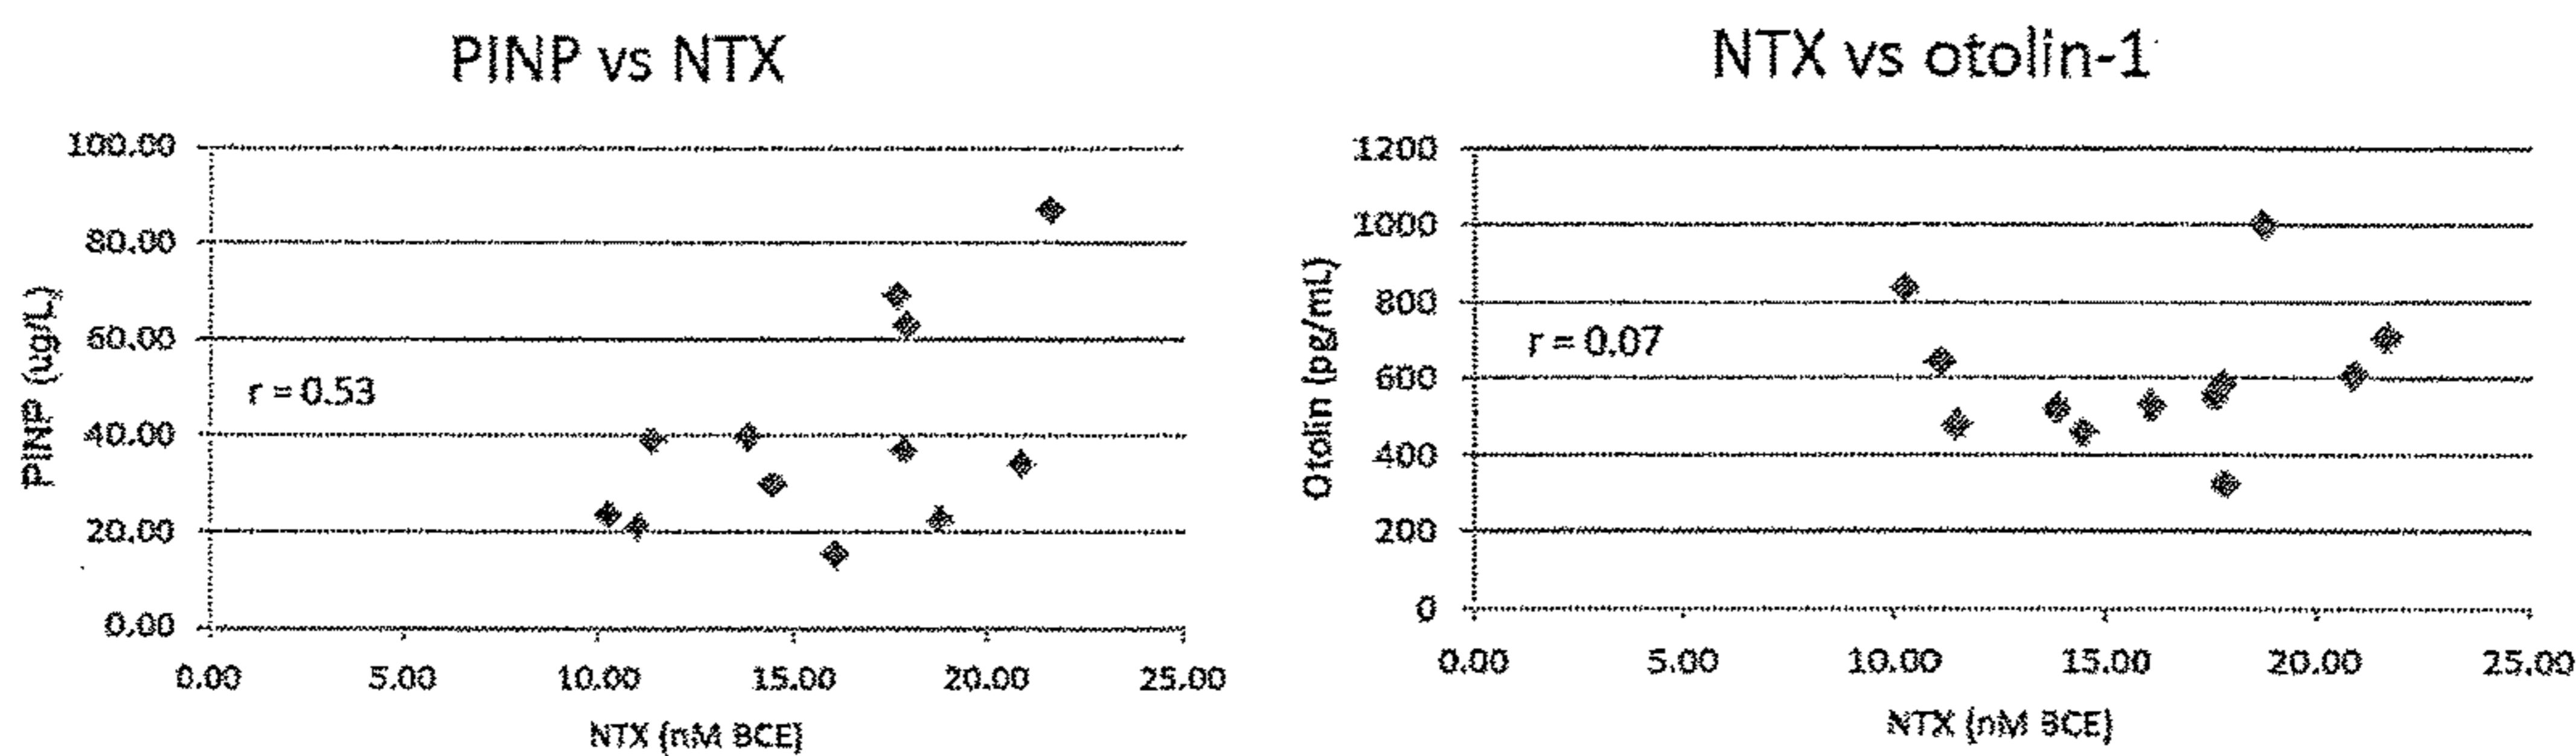 PINP vs NTX
100.00
80.00
60.00
40.00
20.00
0.00
PINP (ug/L)
r = 0.53
0.00 5.00 10.00 15.00 20.00 25.00
NTX (nM BCE)
NTX vs otolin-1
1200
1000
800
600
400
200
0
Otolin (pg/mL)
r = 0.07
0.00 5.00 10.00 15.00 20.00 25.00
NTX (nM BCE)